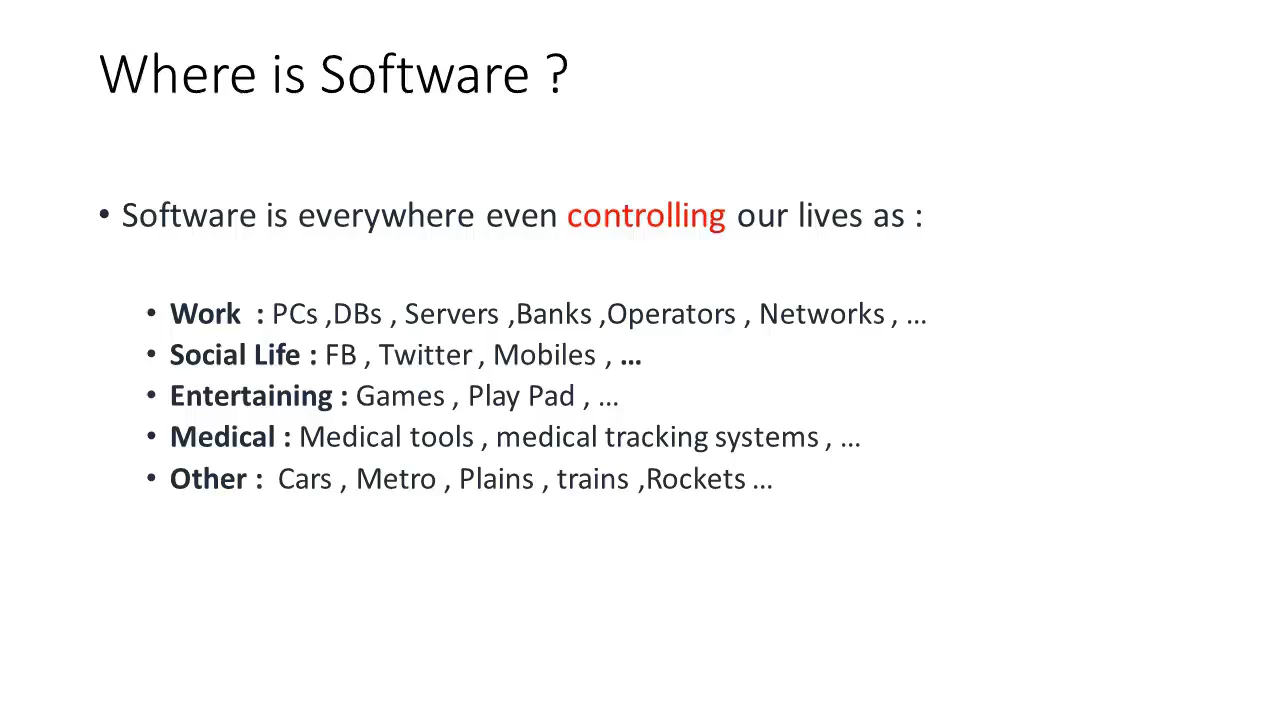 Where is Software ?
• Software is everywhere even controlling our lives as :
• Work : PCs ,DBs , Servers ,Banks ,Operators , Networks , ...
• Social Life : FB , Twitter , Mobiles , ...
• Entertaining : Games , Play Pad , ...
• Medical : Medical tools , medical tracking systems , ...
• Other : Cars , Metro , Plains , trains ,Rockets ...